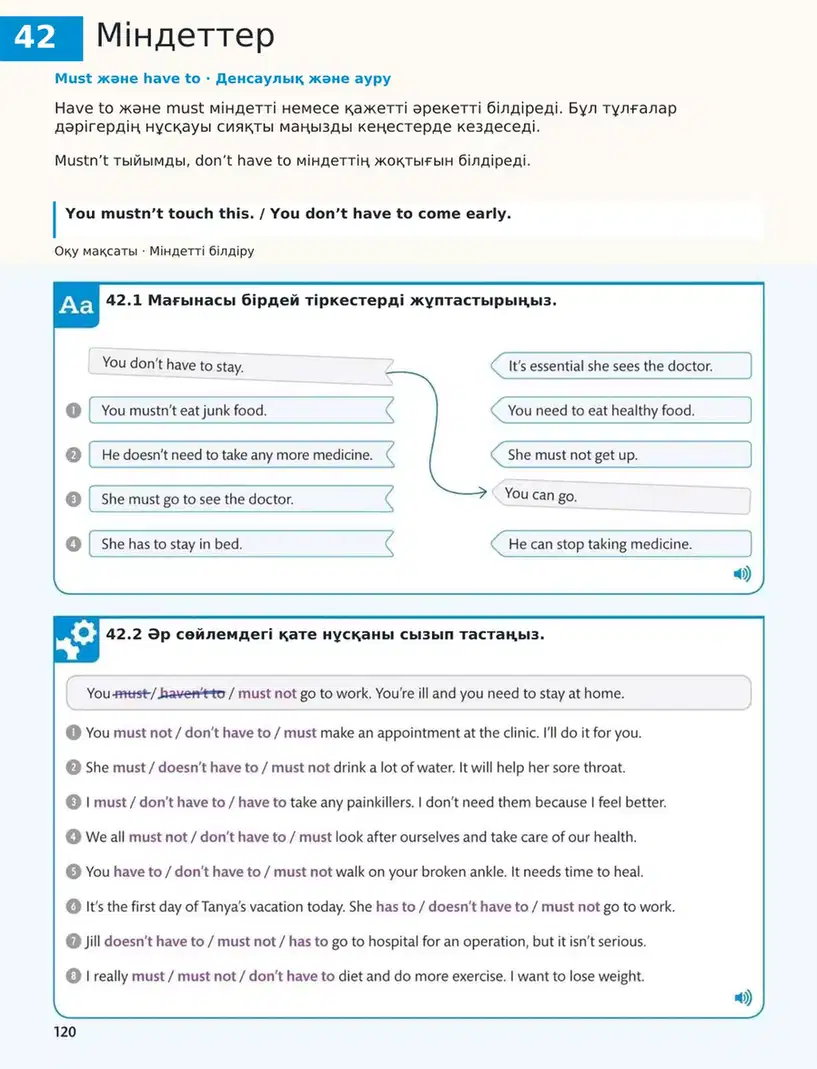 42 Міндеттер
Must және have to · Денсаулық және ауру
Have to және must міндетті немесе қажетті әрекетті білдіреді. Бұл тұлғалар
дәрігердің нұсқауы сияқты маңызды кеңестерде кездеседі.
Mustn’t тыйымды, don’t have to міндеттің жоқтығын білдіреді.
You mustn’t touch this. / You don’t have to come early.
Оқу мақсаты · Міндетті білдіру
Aa 42.1 Мағынасы бірдей тіркестерді жұптастырыңыз.
You don’t have to stay.
1 You mustn’t eat junk food.
2 He doesn’t need to take any more medicine.
3 She must go to see the doctor.
4 She has to stay in bed.
It’s essential she sees the doctor.
You need to eat healthy food.
She must not get up.
You can go.
He can stop taking medicine.
42.2 Әр сөйлемдегі қате нұсқаны сызып тастаңыз.
You must / haven’t to / must not go to work. You’re ill and you need to stay at home.
1 You must not / don’t have to / must make an appointment at the clinic. I’ll do it for you.
2 She must / doesn’t have to / must not drink a lot of water. It will help her sore throat.
3 I must / don’t have to / have to take any painkillers. I don’t need them because I feel better.
4 We all must not / don’t have to / must look after ourselves and take care of our health.
5 You have to / don’t have to / must not walk on your broken ankle. It needs time to heal.
6 It’s the first day of Tanya’s vacation today. She has to / doesn’t have to / must not go to work.
7 Jill doesn’t have to / must not / has to go to hospital for an operation, but it isn’t serious.
8 I really must / must not / don’t have to diet and do more exercise. I want to lose weight.
120